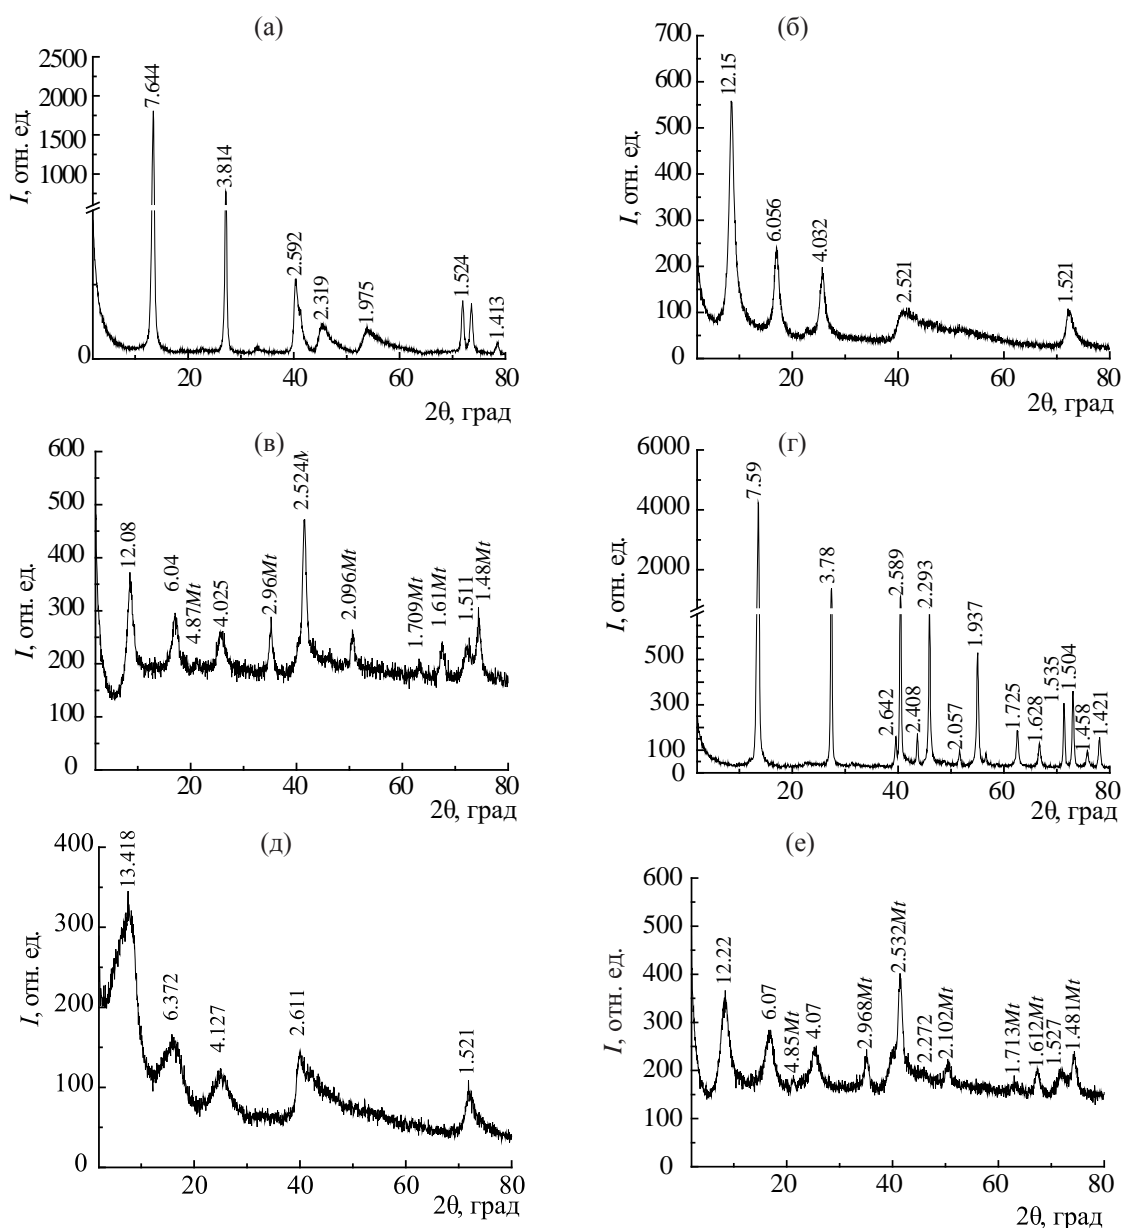 (а)
2500
2000
1500
1000
0
I, отн. ед.
7.644
3.814
2.592
2.319
1.975
1.524
1.413
20 40 60 80
2θ, град
(б)
700
600
500
400
300
200
100
0
I, отн. ед.
12.15
6.056
4.032
2.521
1.521
20 40 60 80
2θ, град
(в)
600
500
400
300
200
100
0
I, отн. ед.
12.08
6.04
4.87Mt
4.025
2.96Mt
2.524M
2.096Mt
1.709Mt
1.61Mt
1.511
1.48Mt
0 20 40 60 80
2θ, град
(г)
6000
4000
2000
500
300
100
0
I, отн. ед.
7.59
3.78
2.642
2.589
2.408
2.293
2.057
1.937
1.725
1.628
1.535
1.504
1.458
1.421
20 40 60 80
2θ, град
(д)
400
300
200
100
0
I, отн. ед.
13.418
6.372
4.127
2.611
1.521
20 40 60 80
2θ, град
(е)
600
500
400
300
200
100
0
I, отн. ед.
12.22
6.07
4.85Mt
4.07
2.968Mt
2.532Mt
2.272
2.102Mt
1.713Mt
1.612Mt
1.527
1.481Mt
20 40 60 80
2θ, град